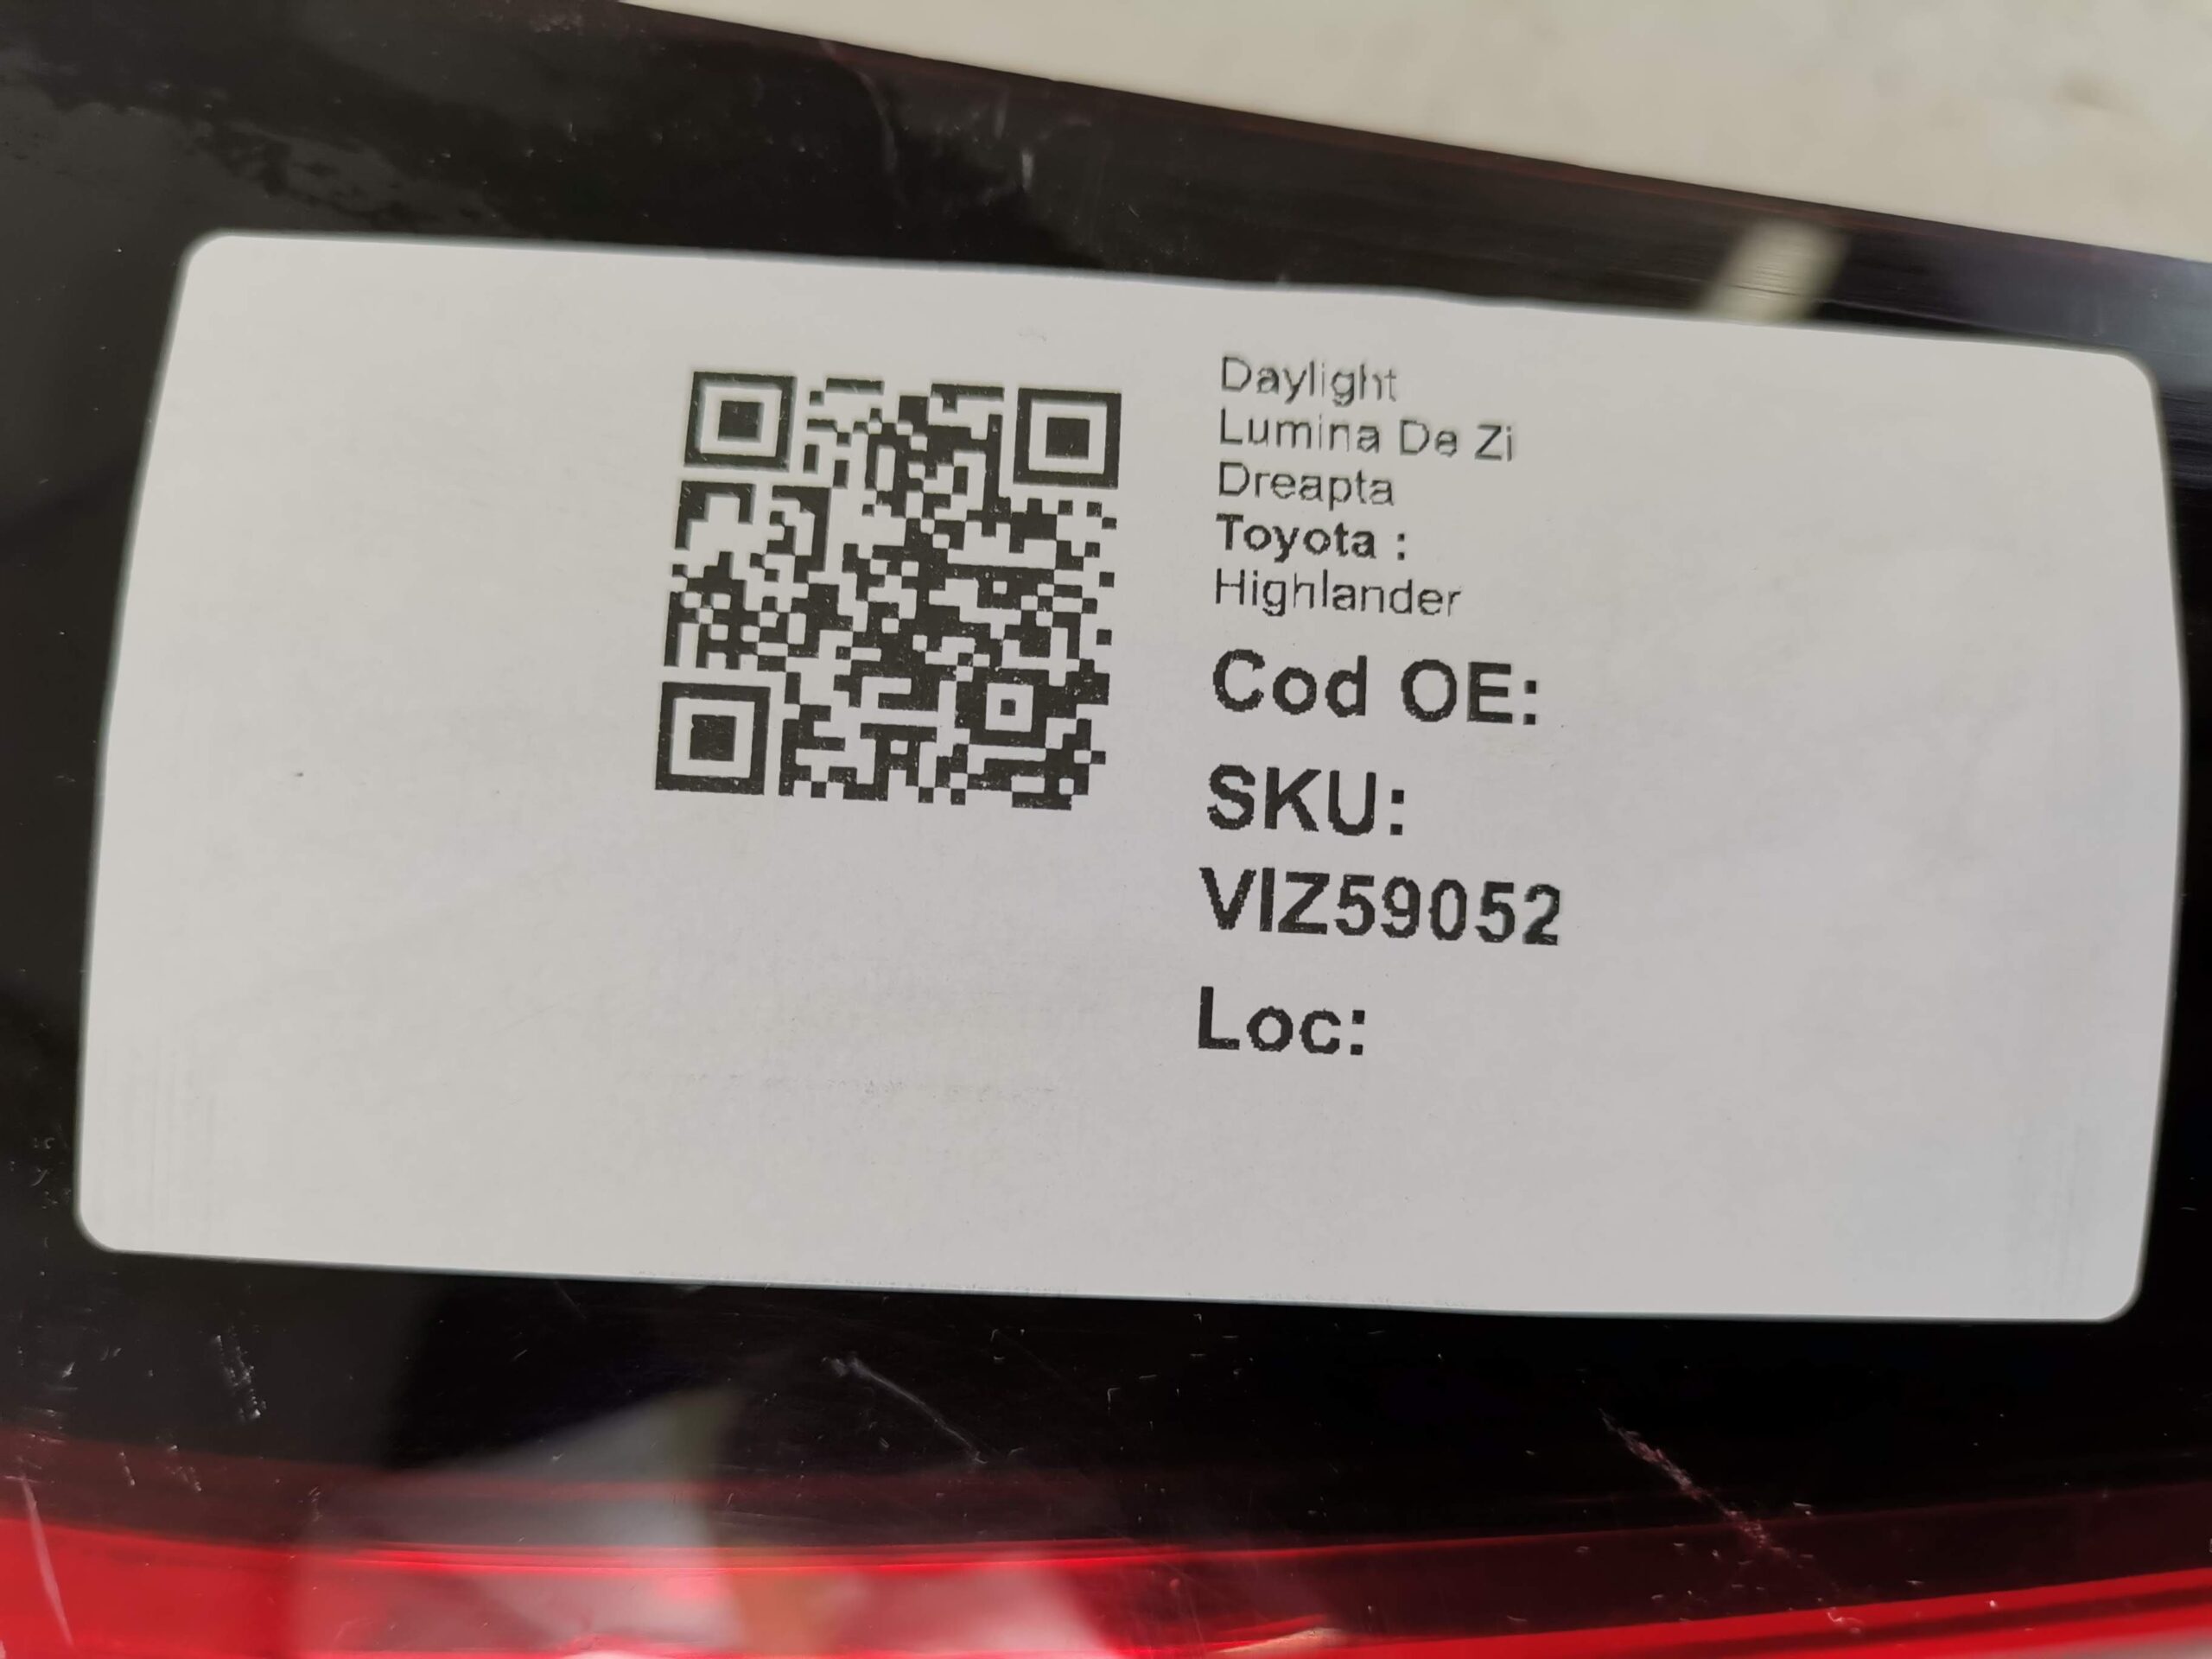 Daylight
Lumina De Zi
Dreapta
Toyota :
Highlander
Cod OE:
SKU:
VIZ59052
Loc: